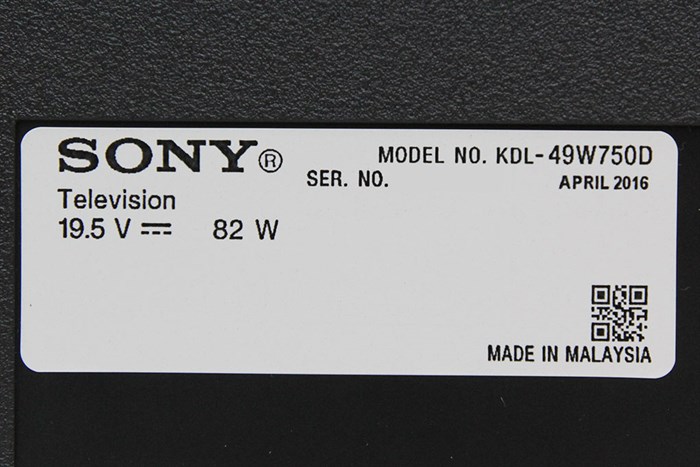 SONY®
MODEL NO. KDL-49W750D
SER. NO.
APRIL 2016
Television
19.5 V ⎓ 82 W
MADE IN MALAYSIA